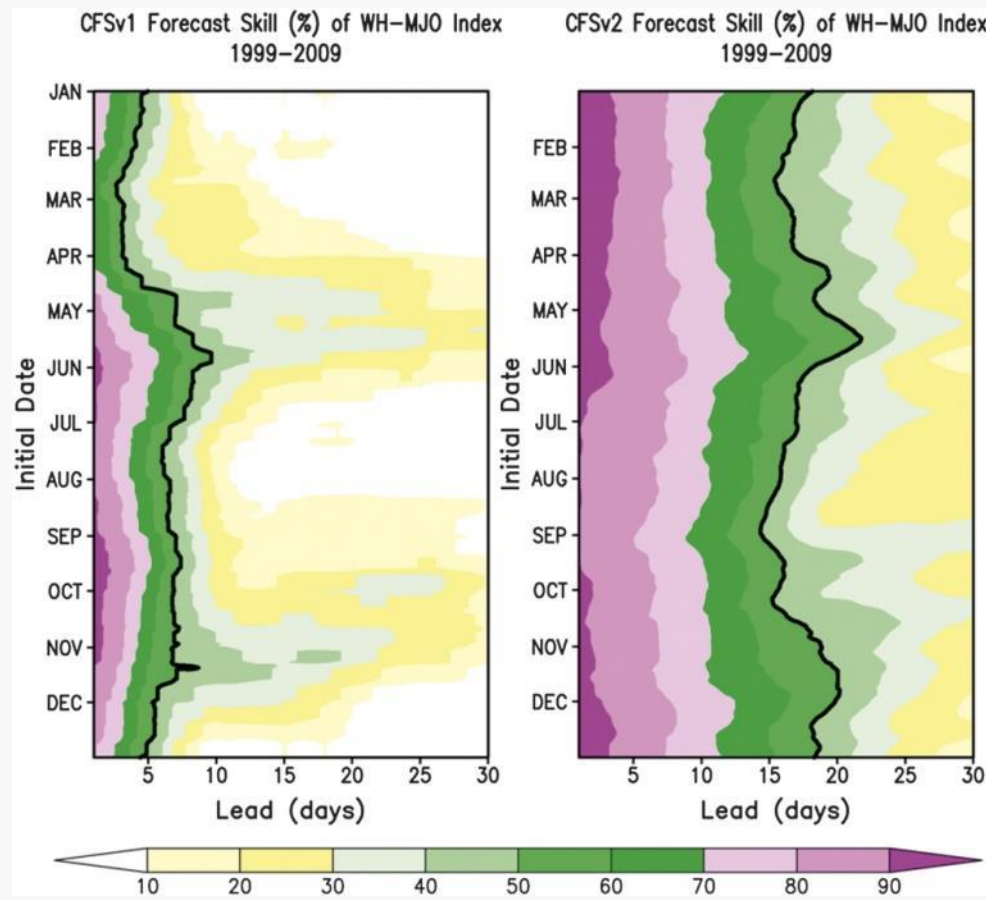 CFSv1 Forecast Skill (%) of WH-MJO Index
1999-2009
JAN
FEB
MAR
APR
MAY
JUN
JUL
AUG
SEP
OCT
NOV
DEC
Initial Date
5 10 15 20 25 30
Lead (days)
CFSv2 Forecast Skill (%) of WH-MJO Index
1999-2009
FEB
MAR
APR
MAY
JUN
JUL
AUG
SEP
OCT
NOV
DEC
Initial Date
5 10 15 20 25 30
Lead (days)
10 20 30 40 50 60 70 80 90